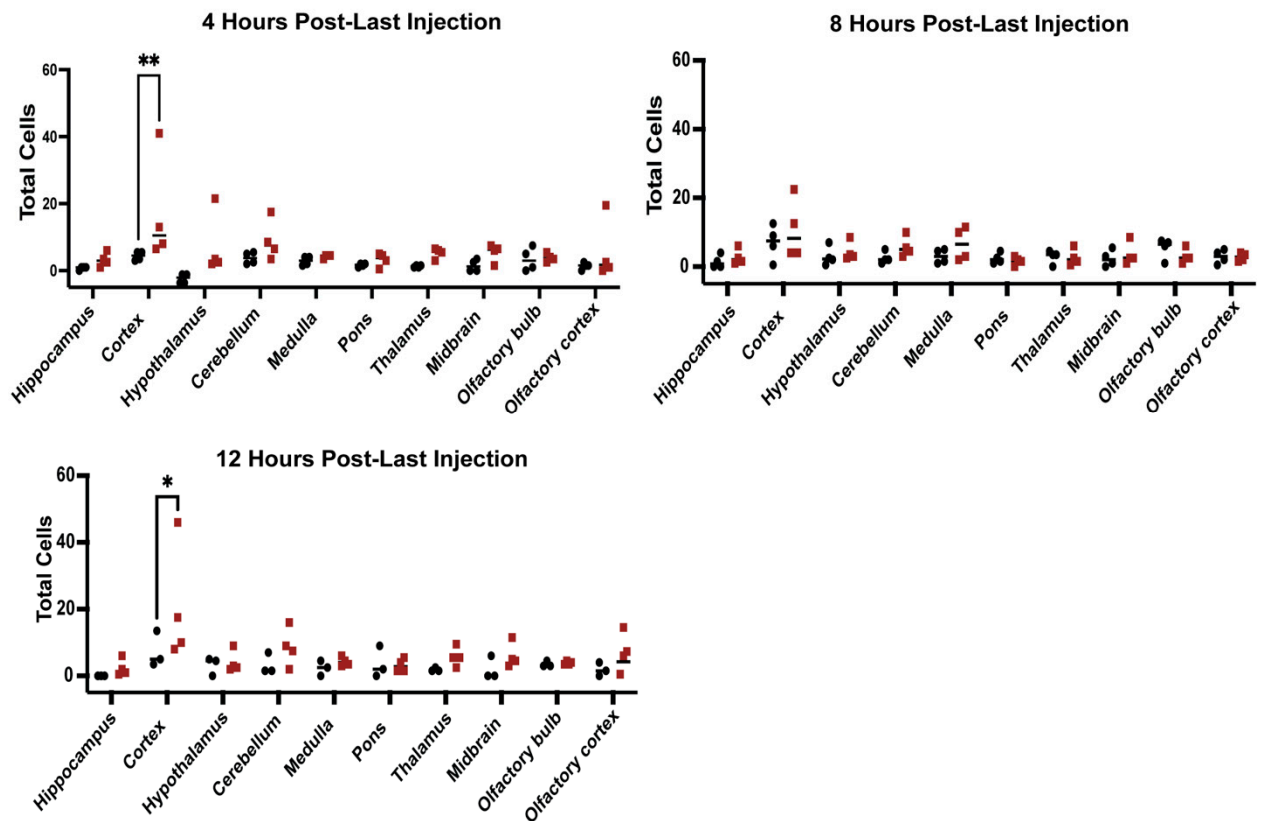 4 Hours Post-Last Injection
**
60
40
20
0
Total Cells
Hippocampus
Cortex
Hypothalamus
Cerebellum
Medulla
Pons
Thalamus
Midbrain
Olfactory bulb
Olfactory cortex
8 Hours Post-Last Injection
60
40
20
0
Total Cells
Hippocampus
Cortex
Hypothalamus
Cerebellum
Medulla
Pons
Thalamus
Midbrain
Olfactory bulb
Olfactory cortex
12 Hours Post-Last Injection
*
60
40
20
0
Total Cells
Hippocampus
Cortex
Hypothalamus
Cerebellum
Medulla
Pons
Thalamus
Midbrain
Olfactory bulb
Olfactory cortex